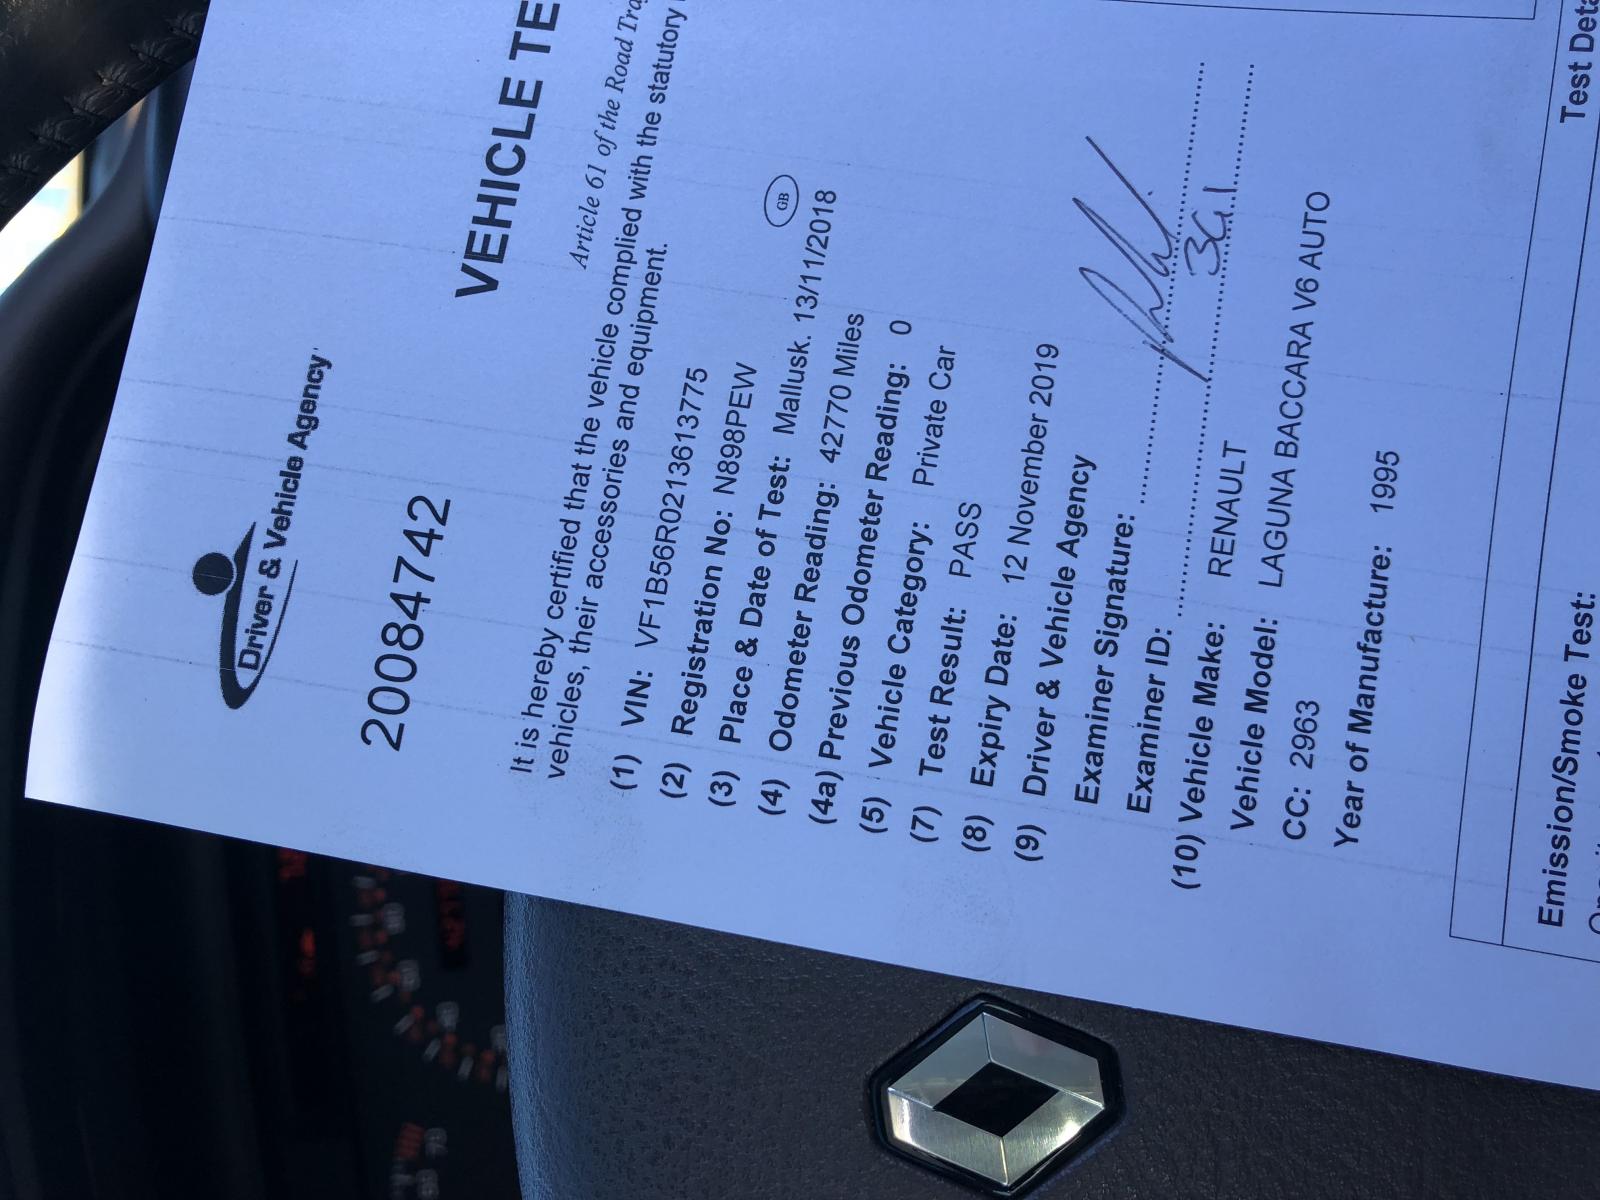 Driver & Vehicle Agency
20084742
VEHICLE TE
Article 61 of the Road Tra
It is hereby certified that the vehicle complied with the statutory
vehicles, their accessories and equipment.
(1) VIN: VF1B56R0213613775
(2) Registration No: N898PEW
GB
(3) Place & Date of Test: Mallusk. 13/11/2018
(4) Odometer Reading: 42770 Miles
(4a) Previous Odometer Reading: 0
(5) Vehicle Category: Private Car
(7) Test Result: PASS
(8) Expiry Date: 12 November 2019
(9) Driver & Vehicle Agency
Examiner Signature:
Examiner ID:
(10) Vehicle Make: RENAULT
Vehicle Model: LAGUNA BACCARA V6 AUTO
CC: 2963
Year of Manufacture: 1995
Emission/Smoke Test:
Test Deta